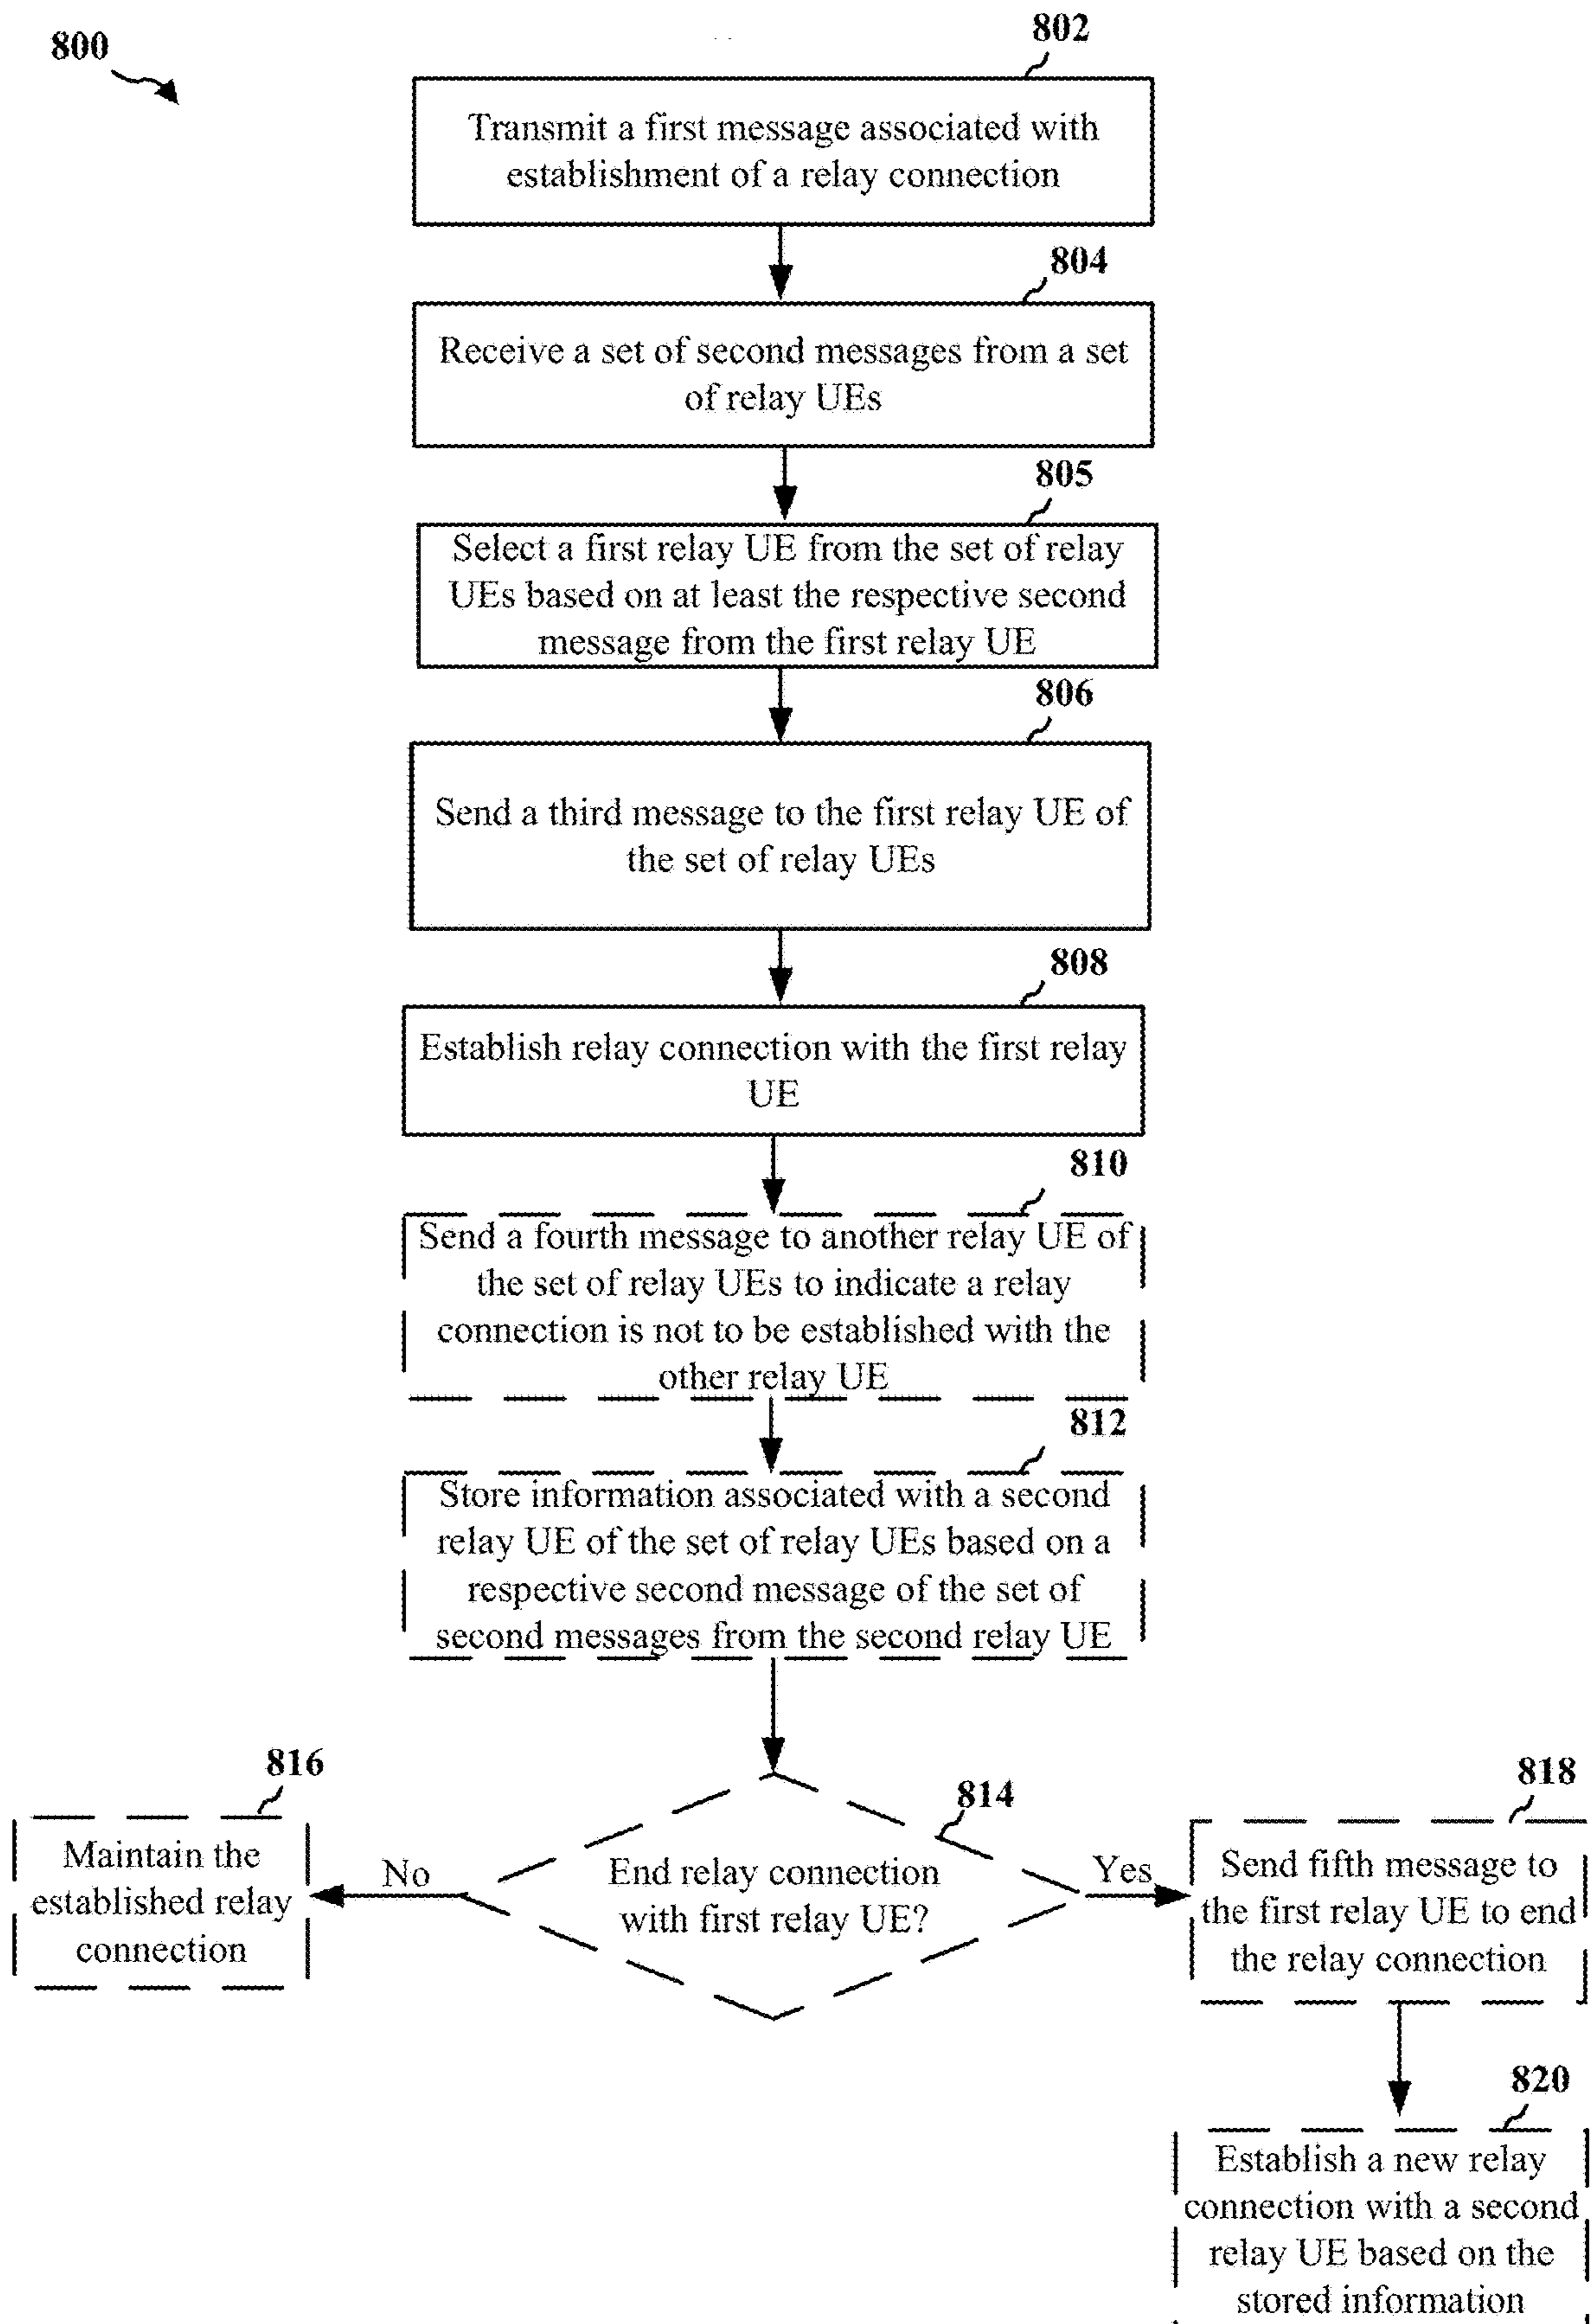 800
802
Transmit a first message associated with
establishment of a relay connection
804
Receive a set of second messages from a set
of relay UEs
805
Select a first relay UE from the set of relay
UEs based on at least the respective second
message from the first relay UE
806
Send a third message to the first relay UE of
the set of relay UEs
808
Establish relay connection with the first relay
UE
810
Send a fourth message to another relay UE of
the set of relay UEs to indicate a relay
connection is not to be established with the
other relay UE
812
Store information associated with a second
relay UE of the set of relay UEs based on a
respective second message of the set of
second messages from the second relay UE
816
Maintain the
established relay
connection
No
814
End relay connection
with first relay UE?
Yes
818
Send fifth message to
the first relay UE to end
the relay connection
820
Establish a new relay
connection with a second
relay UE based on the
stored information